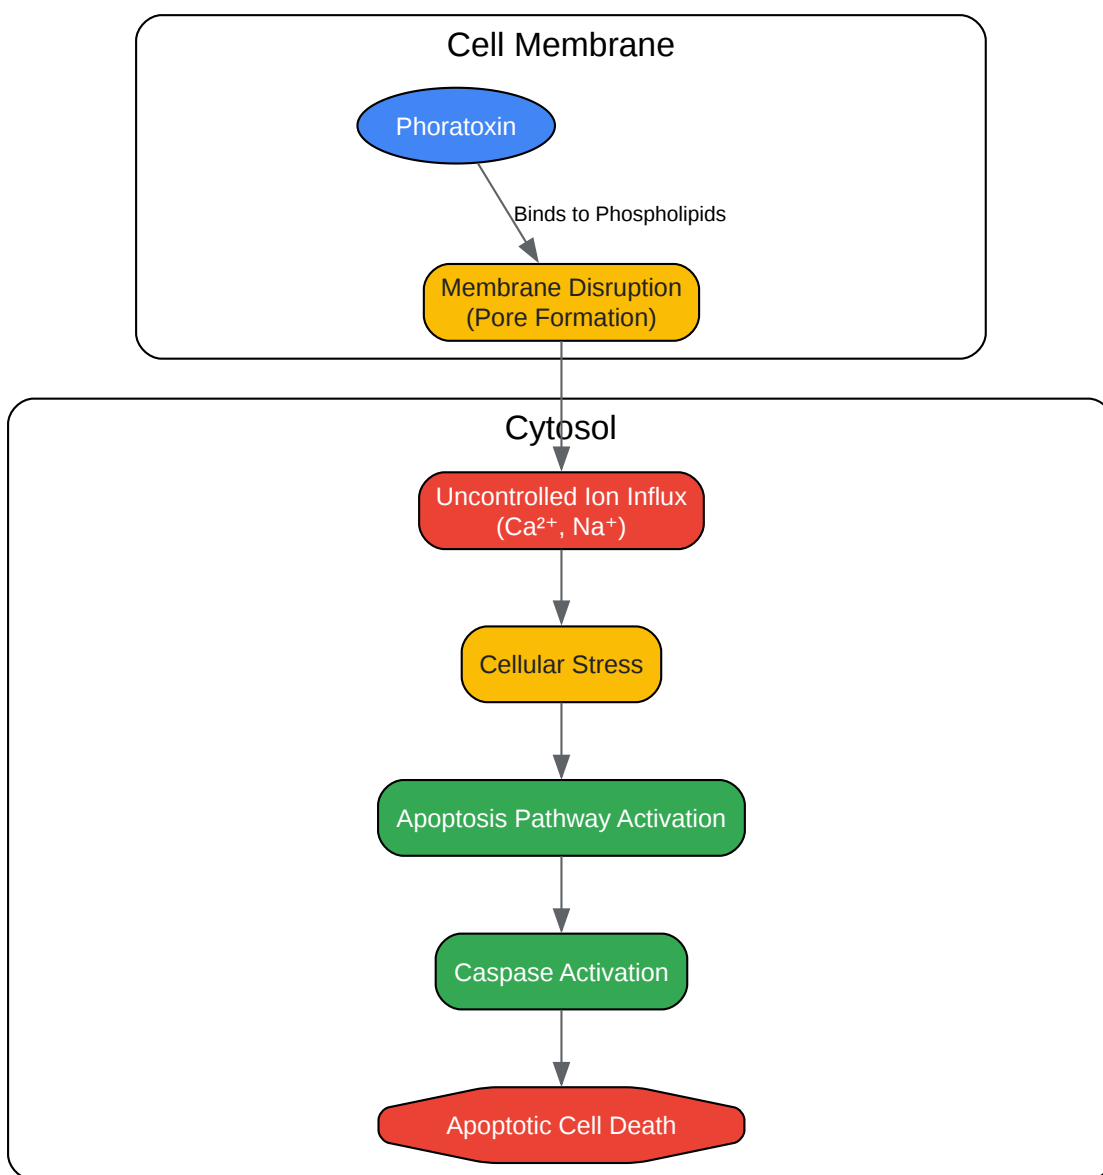 Cell Membrane
Phoratoxin
Binds to Phospholipids
Membrane Disruption
(Pore Formation)
Cytosol
Uncontrolled Ion Influx
(Ca²⁺, Na⁺)
Cellular Stress
Apoptosis Pathway Activation
Caspase Activation
Apoptotic Cell Death